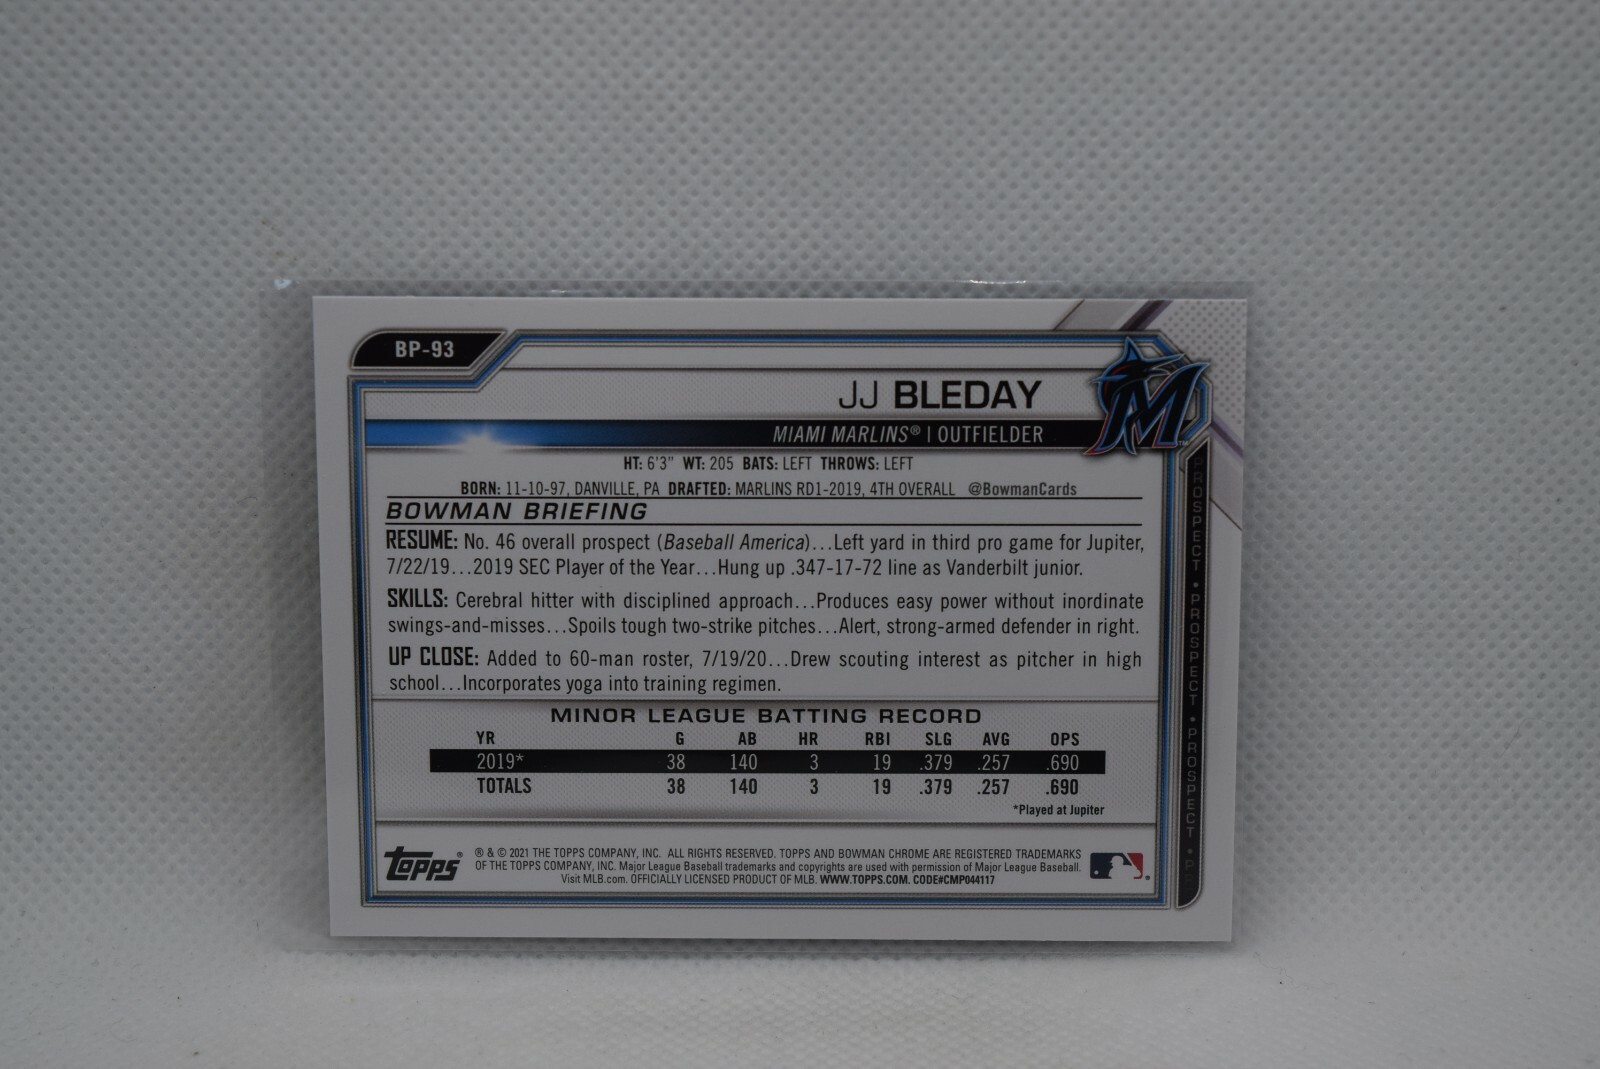 BP-93
JJ BLEDAY
MIAMI MARLINS® | OUTFIELDER
HT: 6'3" WT: 205 BATS: LEFT THROWS: LEFT
BORN: 11-10-97, DANVILLE, PA DRAFTED: MARLINS RD1-2019, 4TH OVERALL @BowmanCards
BOWMAN BRIEFING
RESUME: No. 46 overall prospect (Baseball America)...Left yard in third pro game for Jupiter,
7/22/19...2019 SEC Player of the Year...Hung up .347-17-72 line as Vanderbilt junior.
SKILLS: Cerebral hitter with disciplined approach...Produces easy power without inordinate
swings-and-misses...Spoils tough two-strike pitches...Alert, strong-armed defender in right.
UP CLOSE: Added to 60-man roster, 7/19/20...Drew scouting interest as pitcher in high
school...Incorporates yoga into training regimen.
MINOR LEAGUE BATTING RECORD
YR G AB HR RBI SLG AVG OPS
2019* 38 140 3 19 .379 .257 .690
TOTALS 38 140 3 19 .379 .257 .690
*Played at Jupiter
topps®
® & © 2021 THE TOPPS COMPANY, INC. ALL RIGHTS RESERVED. TOPPS AND BOWMAN CHROME ARE REGISTERED TRADEMARKS
OF THE TOPPS COMPANY, INC. Major League Baseball trademarks and copyrights are used with permission of Major League Baseball.
Visit MLB.com. OFFICIALLY LICENSED PRODUCT OF MLB. WWW.TOPPS.COM. CODE#CMP044117
M™
PROSPECT • PROSPECT • PROSPECT • PR